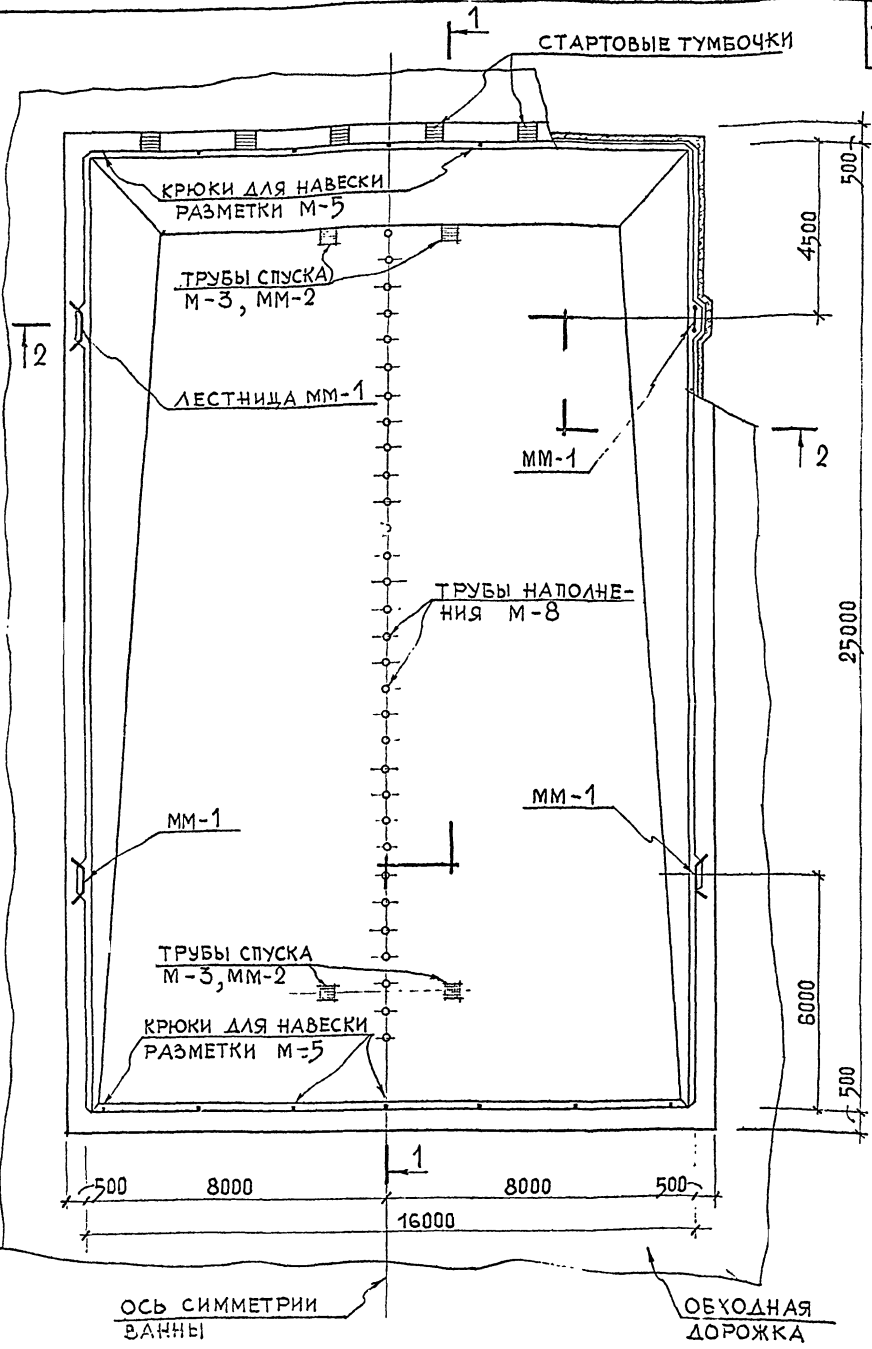 1
СТАРТОВЫЕ ТУМБОЧКИ
КРЮКИ ДЛЯ НАВЕСКИ
РАЗМЕТКИ М-5
500
4500
ТРУБЫ СПУСКА
М-3, ММ-2
2
ЛЕСТНИЦА ММ-1
ММ-1
2
ТРУБЫ НАПОЛНЕ-
НИЯ М-8
25000
ММ-1
ММ-1
ТРУБЫ СПУСКА
М-3, ММ-2
6000
КРЮКИ ДЛЯ НАВЕСКИ
РАЗМЕТКИ М-5
500
1
500 8000 8000 500
16000
ОСЬ СИММЕТРИИ
ВАННЫ
ОБХОДНАЯ
ДОРОЖКА